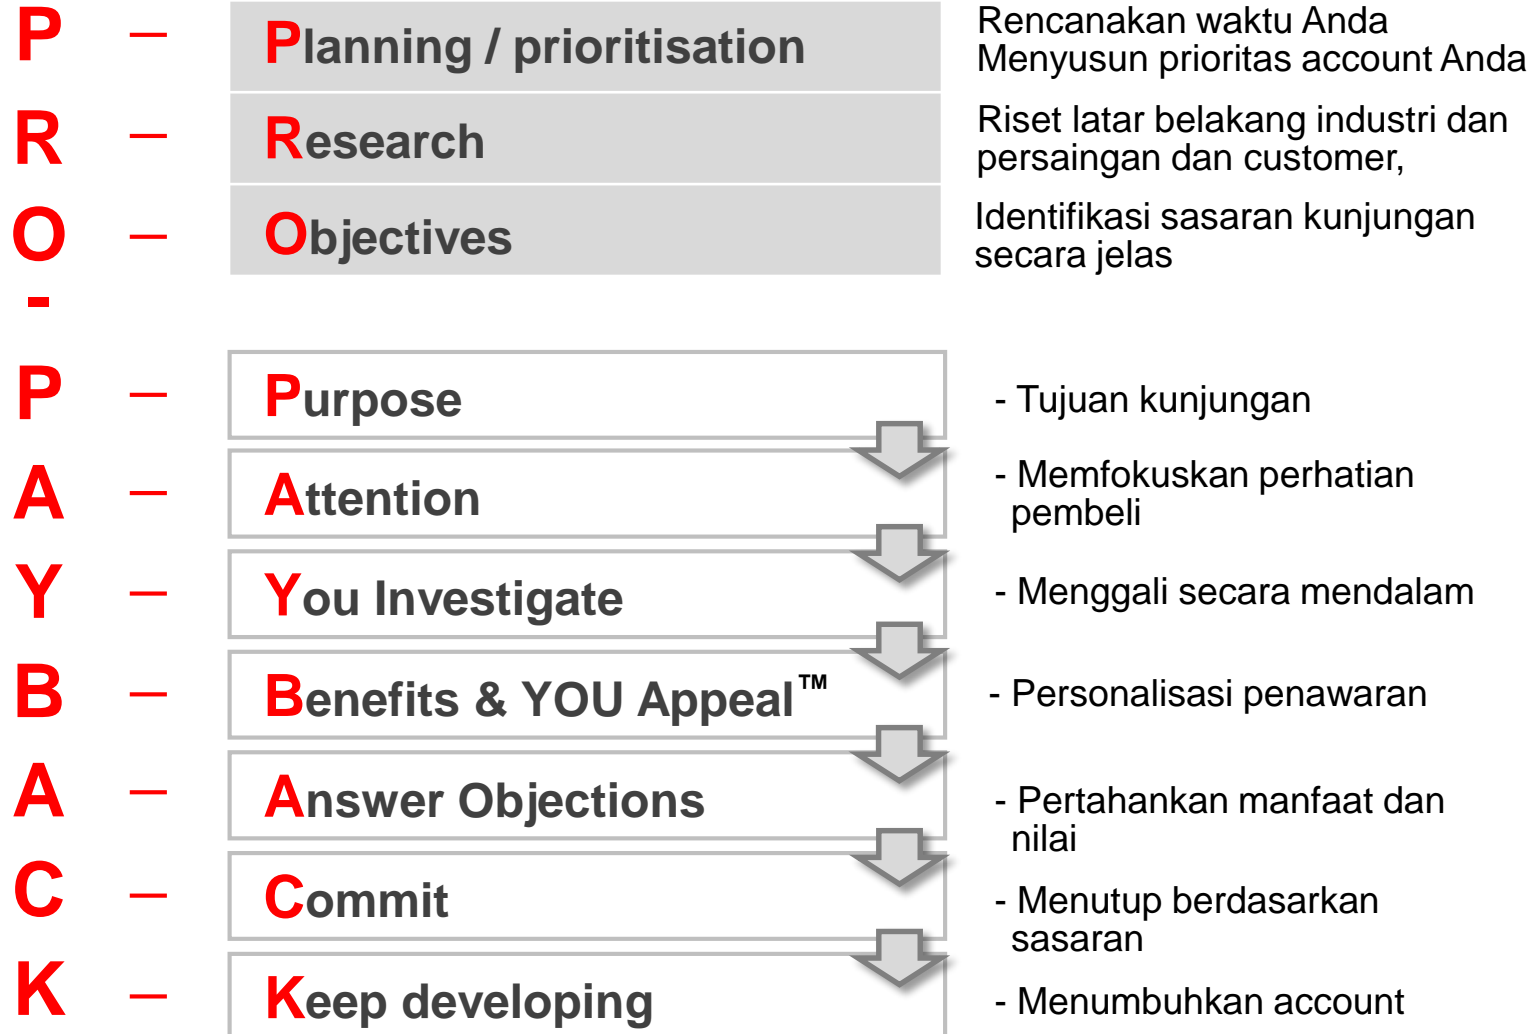 P – Planning / prioritisation Rencanakan waktu Anda
Menyusun prioritas account Anda
R – Research Riset latar belakang industri dan
persaingan dan customer,
O – Objectives Identifikasi sasaran kunjungan
secara jelas
-
P – Purpose - Tujuan kunjungan
A – Attention - Memfokuskan perhatian
pembeli
Y – You Investigate - Menggali secara mendalam
B – Benefits & YOU Appeal™ - Personalisasi penawaran
A – Answer Objections - Pertahankan manfaat dan
nilai
C – Commit - Menutup berdasarkan
sasaran
K – Keep developing - Menumbuhkan account